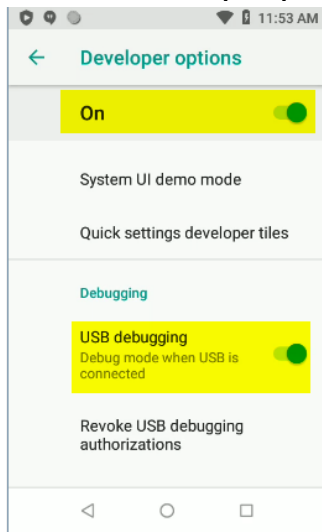 11:53 AM
Developer options
On
System UI demo mode
Quick settings developer tiles
Debugging
USB debugging
Debug mode when USB is
connected
Revoke USB debugging
authorizations